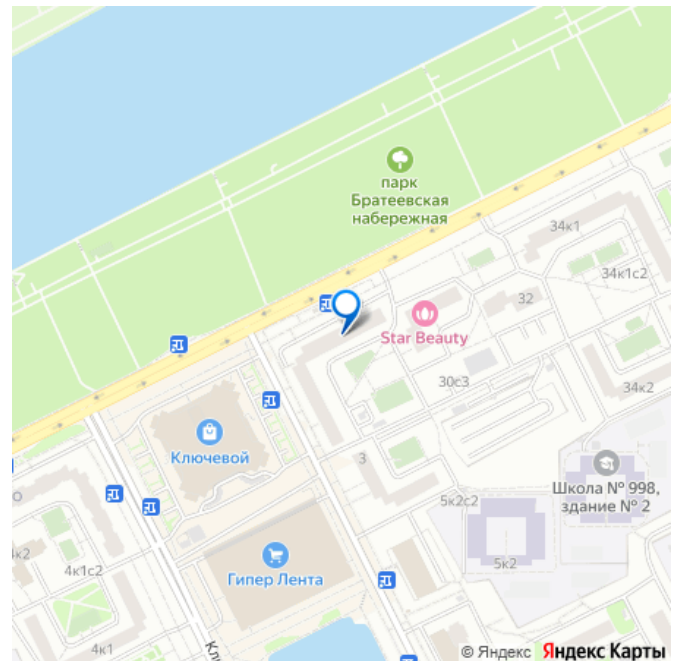 парк
Братеевская
набережная
34к1
34к1с2
32
Star Beauty
30с3
34к2
Ключевой
3
Школа № 998,
здание № 2
5к2с2
4к1с2
Гипер Лента
5к2
4к1
© Яндекс Яндекс Карты